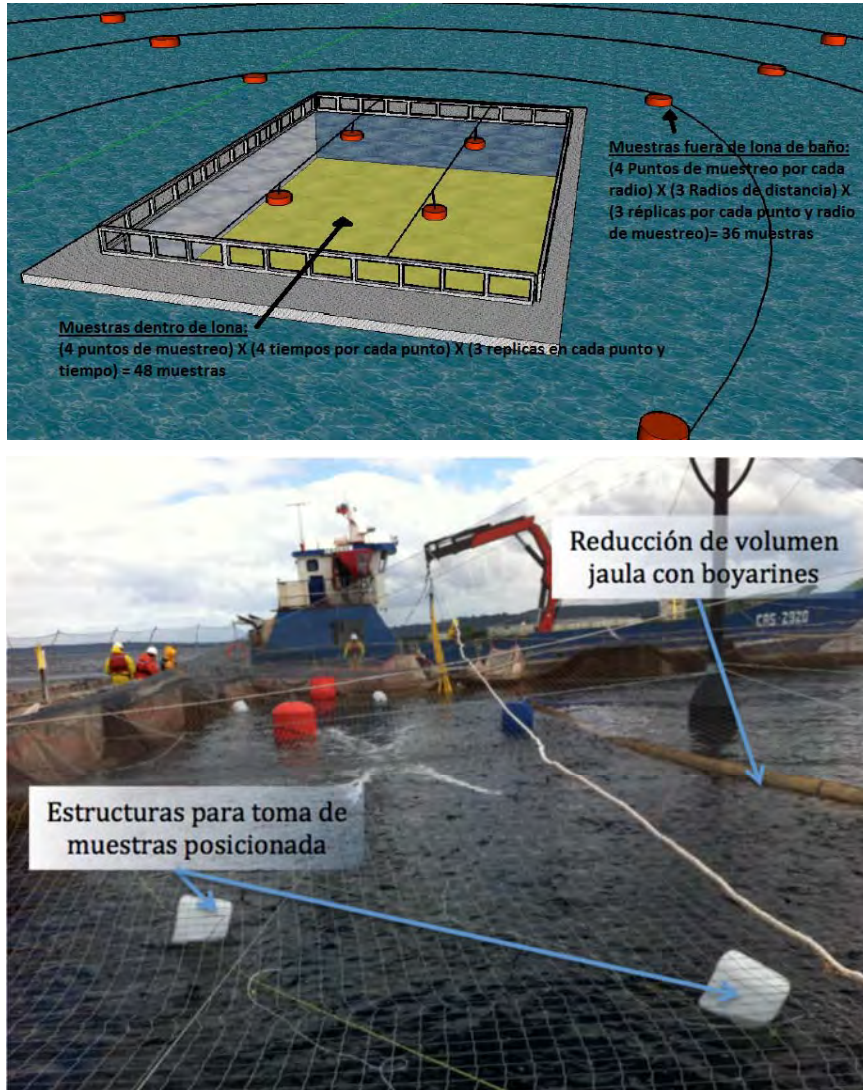 Muestras fuera de lona de baño:
(4 Puntos de muestreo por cada
radio) X (3 Radios de distancia) X
(3 réplicas por cada punto y radio
de muestreo)= 36 muestras
Muestras dentro de lona:
(4 puntos de muestreo) X (4 tiempos por cada punto) X (3 replicas en cada punto y
tiempo) = 48 muestras
Reducción de volumen
jaula con boyarines
CAS-2920
Estructuras para toma de
muestras posicionada